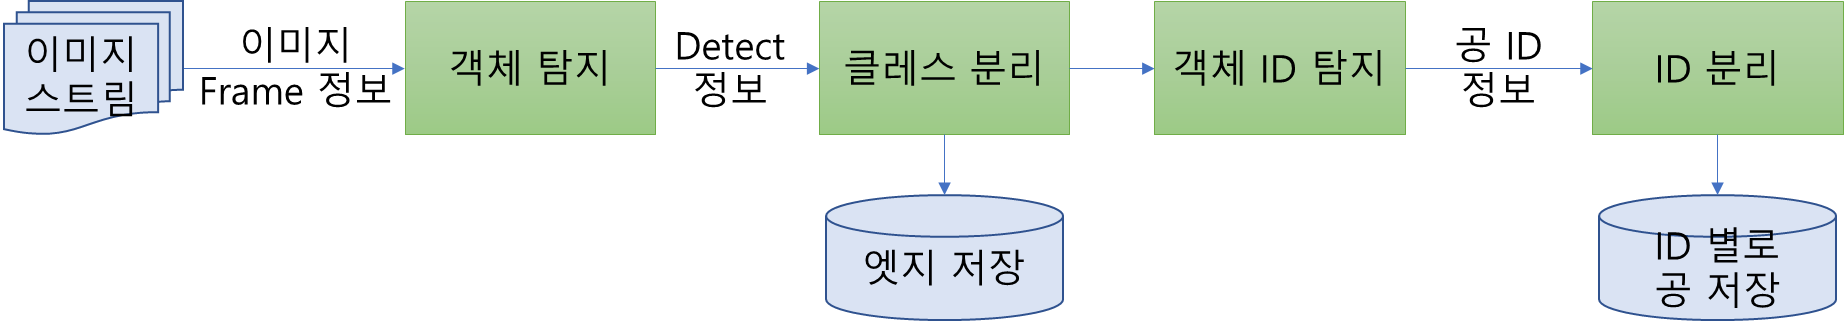 이미지
스트림
이미지
Frame 정보
객체 탐지
Detect
정보
클레스 분리
객체 ID 탐지
공 ID
정보
ID 분리
엣지 저장
ID 별로
공 저장